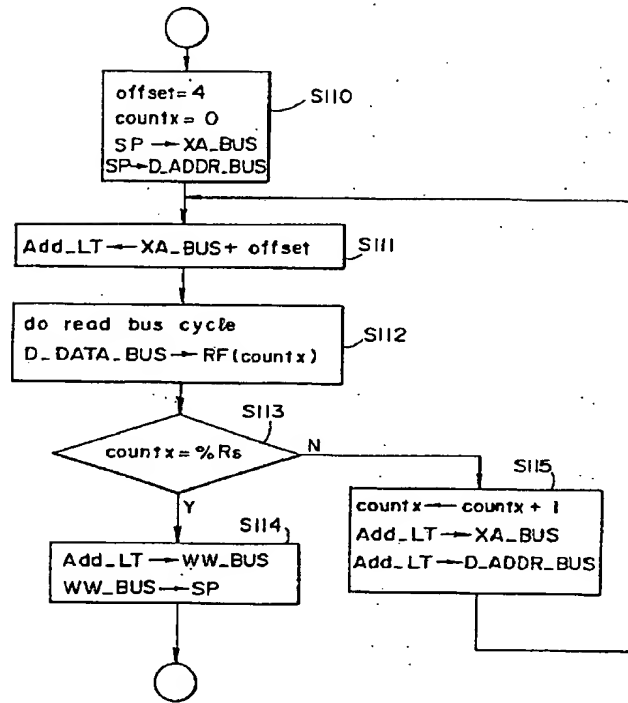 offset=4
countx=0
SP→XA_BUS
SP→D_ADDR_BUS
S110
Add_LT←XA_BUS+ offset
S111
do read bus cycle
D_DATA_BUS→RF(countx)
S112
S113
countx=%Rs
N
Y
S115
countx←countx+1
Add_LT→XA_BUS
Add_LT→D_ADDR_BUS
S114
Add_LT→WW_BUS
WW_BUS→SP